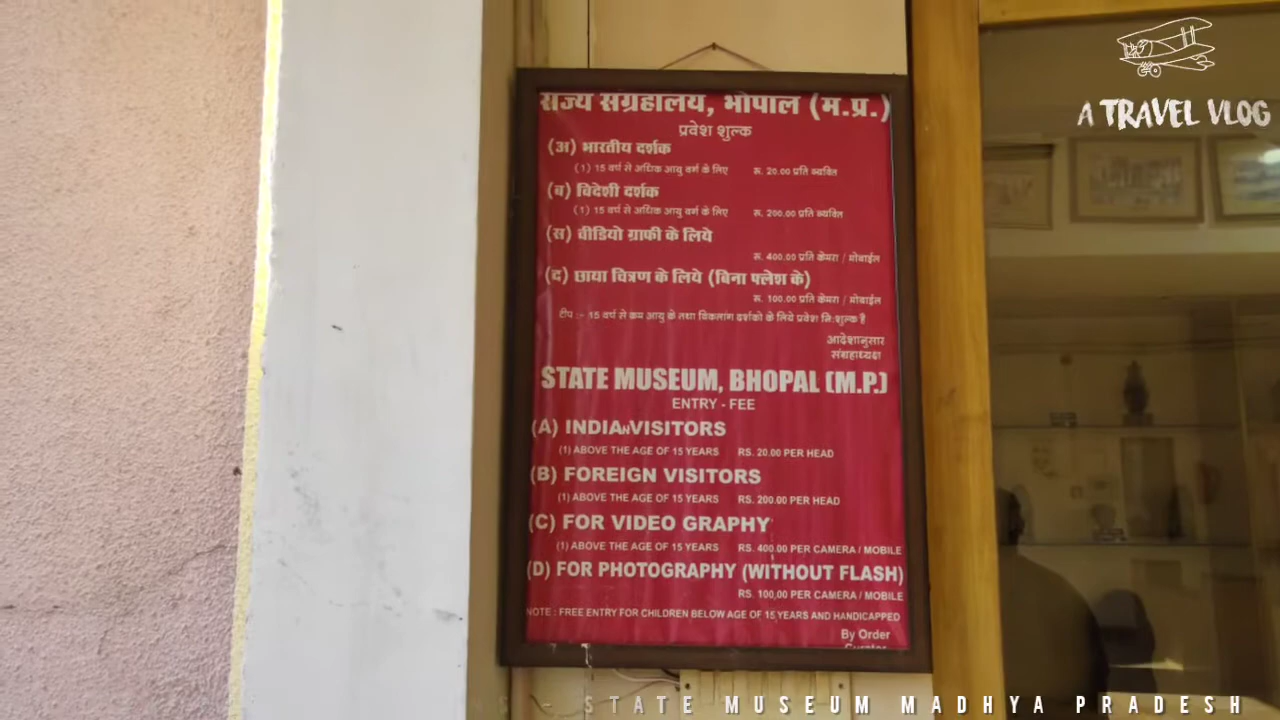 राज्य संग्रहालय, भोपाल (म.प्र.)
प्रवेश शुल्क
(अ) भारतीय दर्शक
(1) 15 वर्ष से अधिक आयु वर्ग के लिए रू. 20.00 प्रति व्यक्ति
(ब) विदेशी दर्शक
(1) 15 वर्ष से अधिक आयु वर्ग के लिए रू. 200.00 प्रति व्यक्ति
(स) वीडियो ग्राफी के लिये
रू. 400.00 प्रति केमरा / मोबाईल
(द) छाया चित्रण के लिये (बिना फ्लेश के)
रू. 100.00 प्रति केमरा / मोबाईल
टीप :- 15 वर्ष से कम आयु के तथा विकलांग दर्शको के लिये प्रवेश नि:शुल्क है
आदेशानुसार
संग्रहाध्यक्ष
STATE MUSEUM, BHOPAL (M.P.)
ENTRY - FEE
(A) INDIAN VISITORS
(1) ABOVE THE AGE OF 15 YEARS RS. 20.00 PER HEAD
(B) FOREIGN VISITORS
(1) ABOVE THE AGE OF 15 YEARS RS. 200.00 PER HEAD
(C) FOR VIDEO GRAPHY
(1) ABOVE THE AGE OF 15 YEARS RS. 400.00 PER CAMERA / MOBILE
(D) FOR PHOTOGRAPHY (WITHOUT FLASH)
RS. 100,00 PER CAMERA / MOBILE
NOTE : FREE ENTRY FOR CHILDREN BELOW AGE OF 15 YEARS AND HANDICAPPED
By Order
Curator
A TRAVEL VLOG
- STATE MUSEUM MADHYA PRADESH